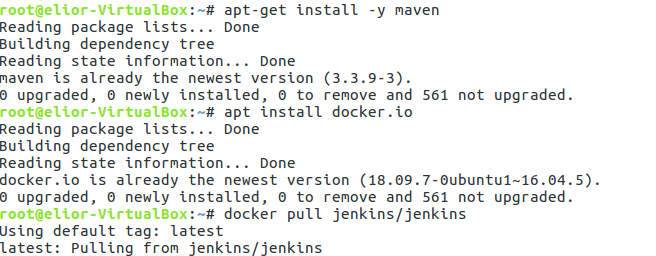 root@elior-VirtualBox:~# apt-get install -y maven
Reading package lists... Done
Building dependency tree
Reading state information... Done
maven is already the newest version (3.3.9-3).
0 upgraded, 0 newly installed, 0 to remove and 561 not upgraded.
root@elior-VirtualBox:~# apt install docker.io
Reading package lists... Done
Building dependency tree
Reading state information... Done
docker.io is already the newest version (18.09.7-0ubuntu1~16.04.5).
0 upgraded, 0 newly installed, 0 to remove and 561 not upgraded.
root@elior-VirtualBox:~# docker pull jenkins/jenkins
Using default tag: latest
latest: Pulling from jenkins/jenkins